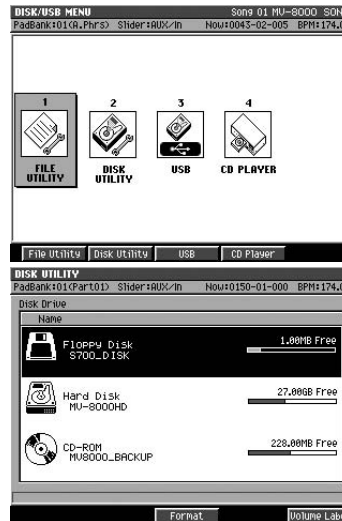 DISK/USB MENU Song 01 MV-8000 SON
PadBank:01(A.Phrs) Slider:AUX/In Now:0043-02-005 BPM:174.0
1 2 3 4
FILE UTILITY DISK UTILITY USB CD PLAYER
File Utility Disk Utility USB CD Player
DISK UTILITY
PadBank:01(Part01) Slider:AUX/In Now:0150-01-000 BPM:174.0
Disk Drive
Name
Floppy Disk 1.00MB Free
S700_DISK
Hard Disk 27.00GB Free
MV-8000HD
CD-ROM 228.00MB Free
MV8000_BACKUP
Format Volume Labe